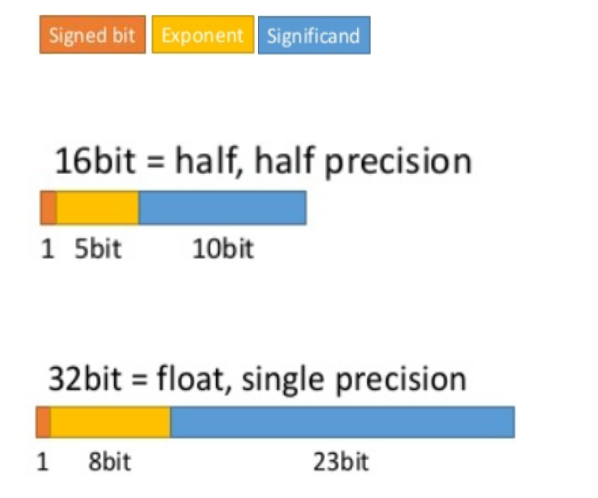 Signed bit Exponent Significand
16bit = half, half precision
1 5bit 10bit
32bit = float, single precision
1 8bit 23bit